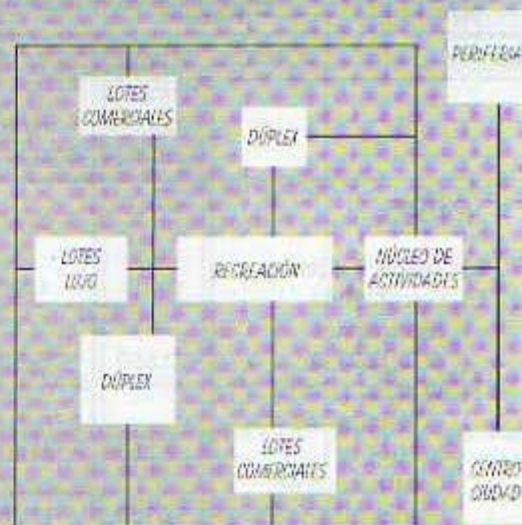 PERIFERIA
LOTES
COMERCIALES
DÚPLEX
LOTES
LUJO
RECREACIÓN
NÚCLEO DE
ACTIVIDADES
DÚPLEX
LOTES
COMERCIALES
CENTRO
CIUDAD